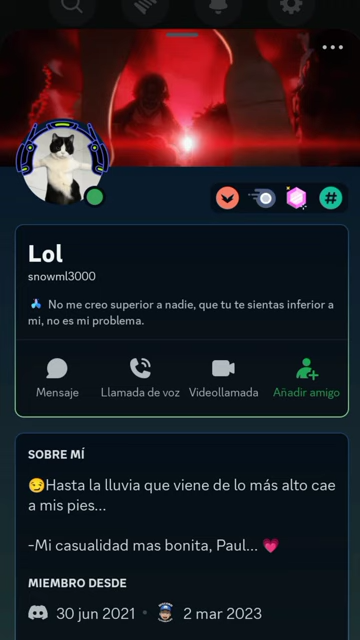 Lol
snowml3000
No me creo superior a nadie, que tu te sientas inferior a
mi, no es mi problema.
Mensaje
Llamada de voz
Videollamada
Añadir amigo
SOBRE MÍ
😏Hasta la lluvia que viene de lo más alto cae
a mis pies...
-Mi casualidad mas bonita, Paul... 💗
MIEMBRO DESDE
30 jun 2021 • 2 mar 2023